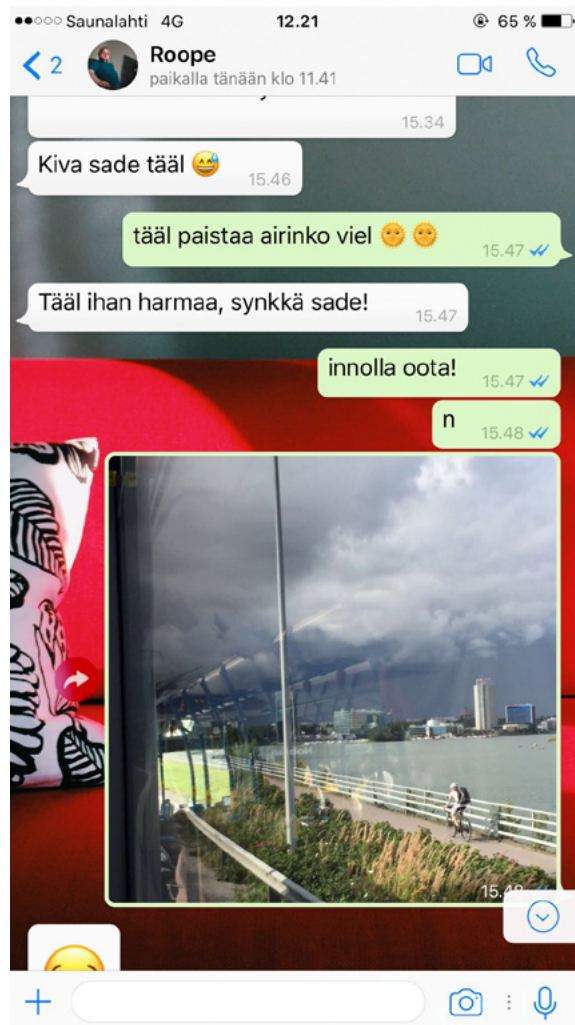 Saunalahti 4G 12.21 65 %
2 Roope
paikalla tänään klo 11.41
15.34
Kiva sade tääl 😅 15.46
tääl paistaa airinko viel 🌞 🌞 15.47
Tääl ihan harmaa, synkkä sade! 15.47
innolla oota! 15.47
n 15.48
15.48